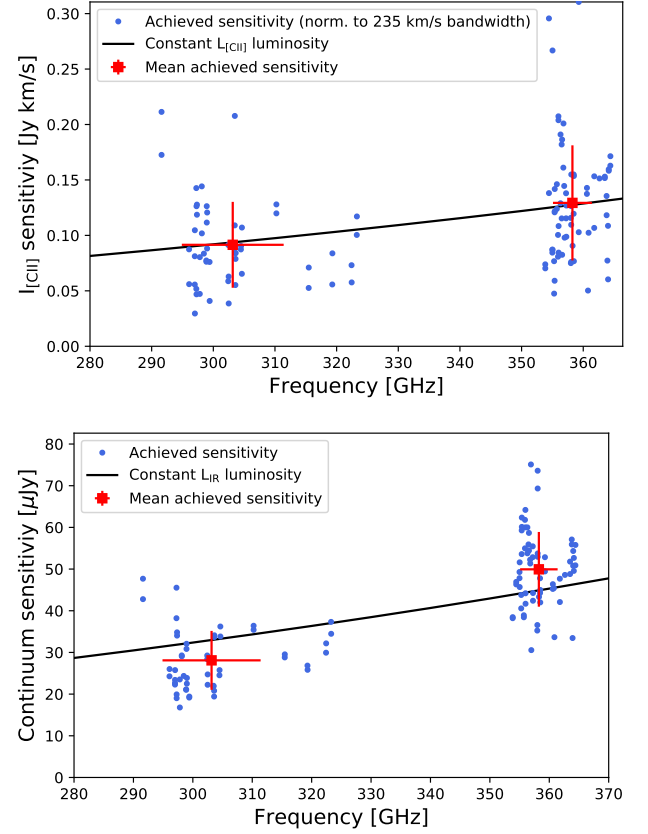 Achieved sensitivity (norm. to 235 km/s bandwidth)
Constant L[CII] luminosity
Mean achieved sensitivity
I[CII] sensitiviy [Jy km/s]
0.30
0.25
0.20
0.15
0.10
0.05
0.00
280 290 300 310 320 330 340 350 360
Frequency [GHz]
Achieved sensitivity
Constant LIR luminosity
Mean achieved sensitivity
Continuum sensitiviy [μJy]
80
70
60
50
40
30
20
10
0
280 290 300 310 320 330 340 350 360 370
Frequency [GHz]